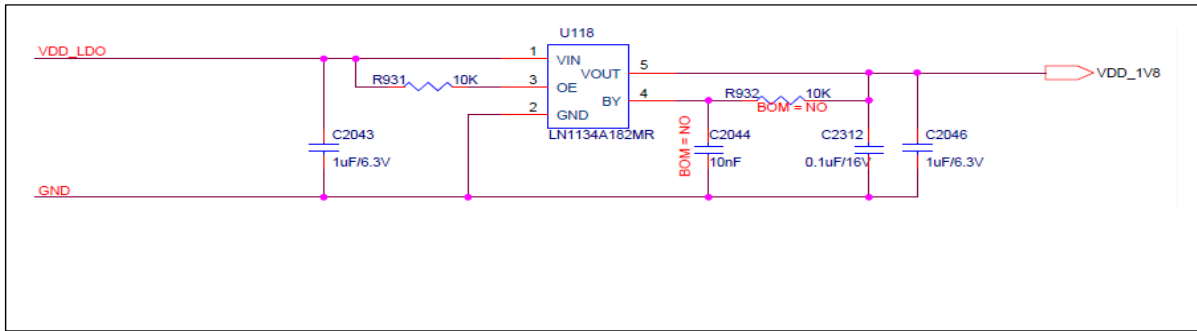 U118
VDD_LDO
1
VIN
VOUT
5
VDD_1V8
R931
10K
3
OE
BY
4
R932
10K
BOM = NO
2
GND
LN1134A182MR
C2043
1uF/6.3V
BOM = NO
C2044
10nF
C2312
0.1uF/16V
C2046
1uF/6.3V
GND